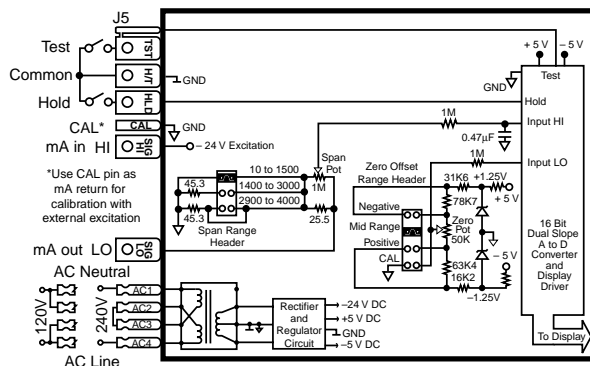 J5
Test
TST
Common
H/T
GND
Hold
HLD
CAL*
CAL
GND
mA in HI
SIG HI
– 24 V Excitation
*Use CAL pin as
mA return for
calibration with
external excitation
mA out LO
SIG LO
AC Neutral
120V
240V
AC1
AC2
AC3
AC4
AC Line
45.3
45.3
10 to 1500
1400 to 3000
2900 to 4000
Span Range
Header
Span
Pot
1M
25.5
Rectifier
and
Regulator
Circuit
–24 V DC
+5 V DC
GND
–5 V DC
Zero Offset
Range Header
Negative
Mid Range
Positive
CAL
31K6
+1.25V
+ 5 V
78K7
Zero
Pot
50K
– 5 V
63K4
16K2
–1.25V
1M
0.47µF
1M
+ 5 V
– 5 V
GND
Test
Hold
Input HI
Input LO
16 Bit
Dual Slope
A to D
Converter
and
Display
Driver
To Display